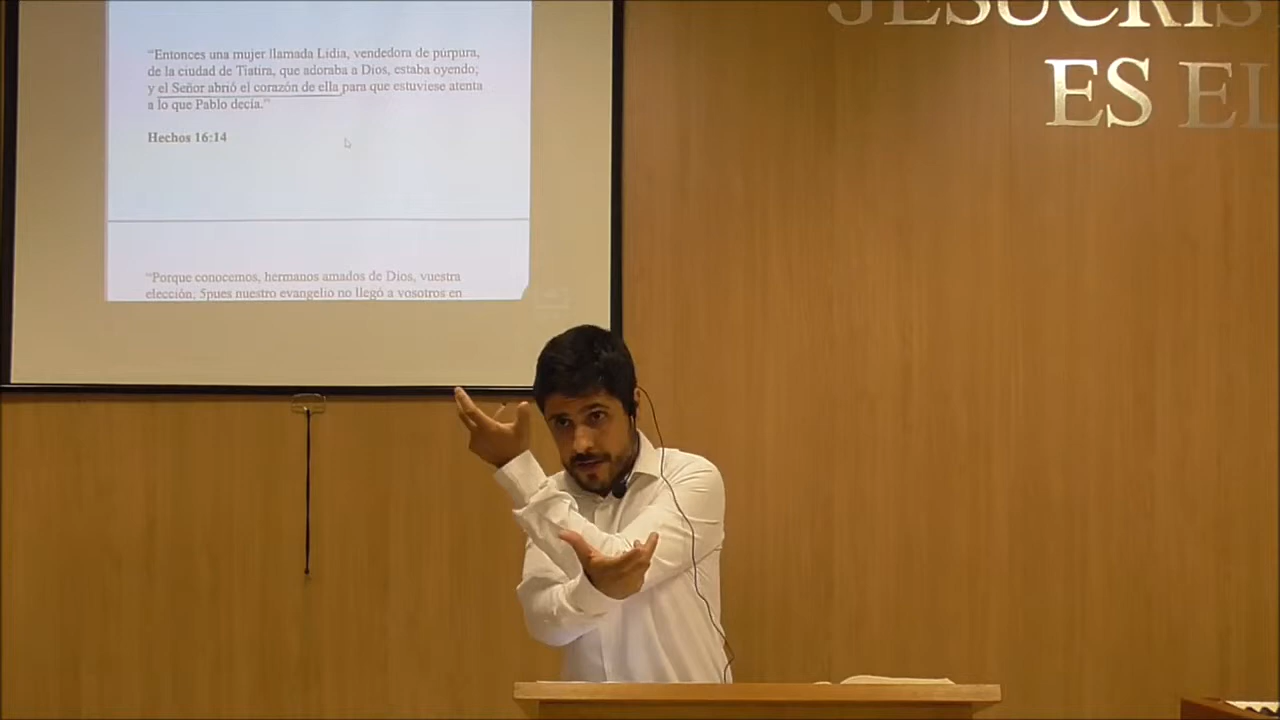 “Entonces una mujer llamada Lidia, vendedora de púrpura,
de la ciudad de Tiatira, que adoraba a Dios, estaba oyendo;
y el Señor abrió el corazón de ella para que estuviese atenta
a lo que Pablo decía.”
Hechos 16:14
“Porque conocemos, hermanos amados de Dios, vuestra
elección, 5pues nuestro evangelio no llegó a vosotros en
JESUCRIS
ES EL